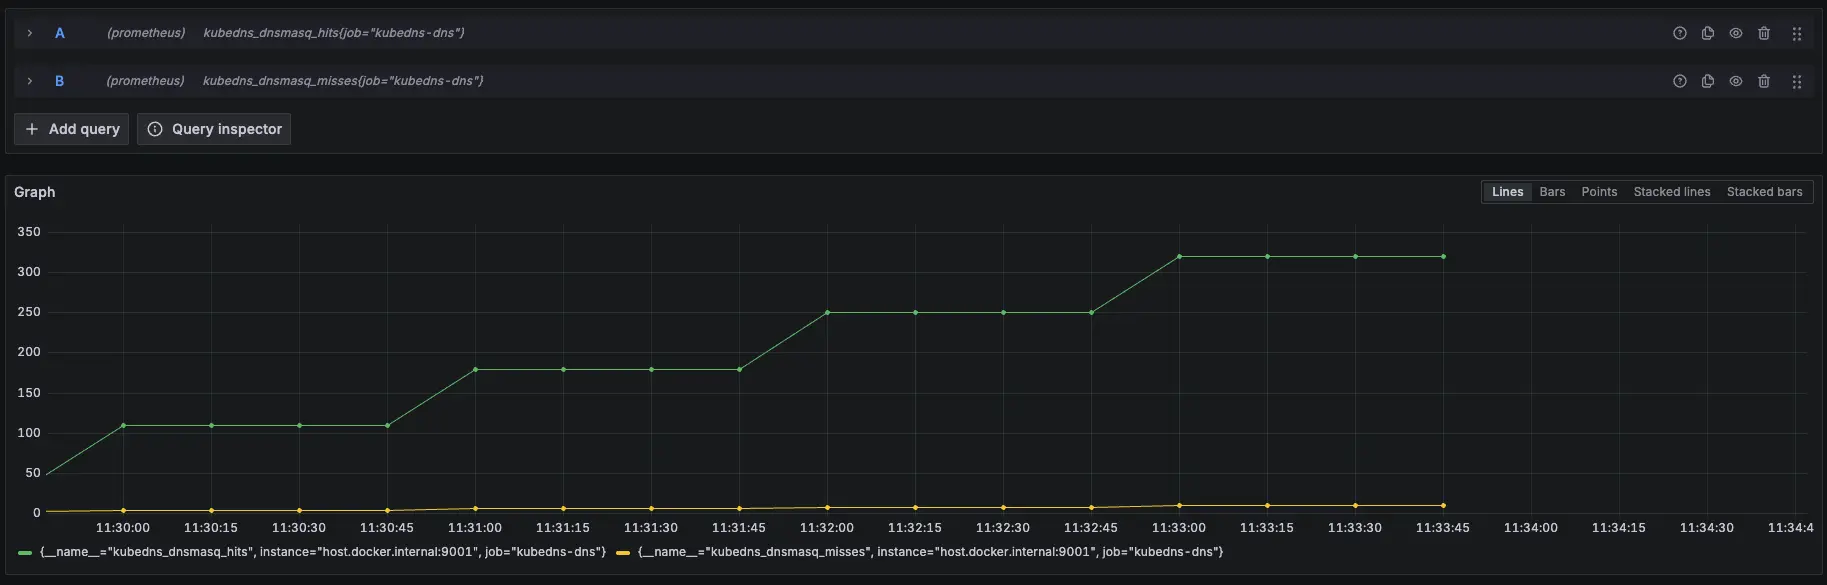 A (prometheus) kubedns_dnsmasq_hits{job="kubedns-dns"}
B (prometheus) kubedns_dnsmasq_misses{job="kubedns-dns"}
+ Add query Query inspector
Graph Lines Bars Points Stacked lines Stacked bars
350
300
250
200
150
100
50
0
11:30:00 11:30:15 11:30:30 11:30:45 11:31:00 11:31:15 11:31:30 11:31:45 11:32:00 11:32:15 11:32:30 11:32:45 11:33:00 11:33:15 11:33:30 11:33:45 11:34:00 11:34:15 11:34:30 11:34:4
{__name__="kubedns_dnsmasq_hits", instance="host.docker.internal:9001", job="kubedns-dns"} {__name__="kubedns_dnsmasq_misses", instance="host.docker.internal:9001", job="kubedns-dns"}